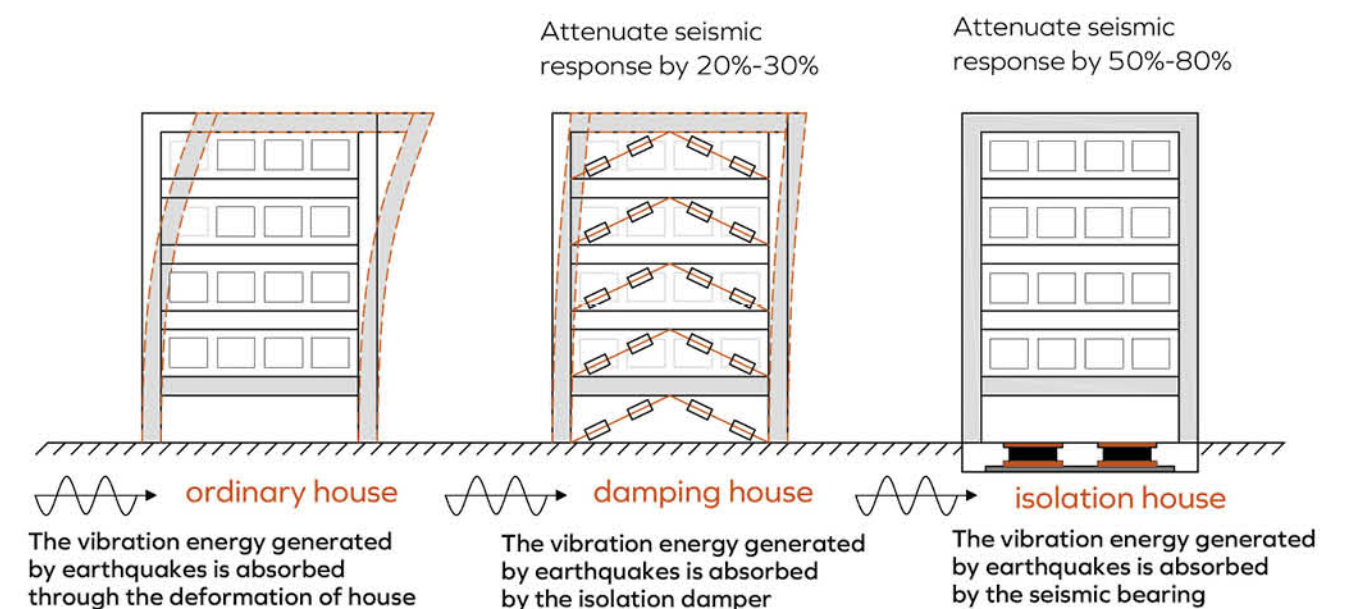 Attenuate seismic
response by 20%-30%
Attenuate seismic
response by 50%-80%
ordinary house
The vibration energy generated
by earthquakes is absorbed
through the deformation of house
damping house
The vibration energy generated
by earthquakes is absorbed
by the isolation damper
isolation house
The vibration energy generated
by earthquakes is absorbed
by the seismic bearing